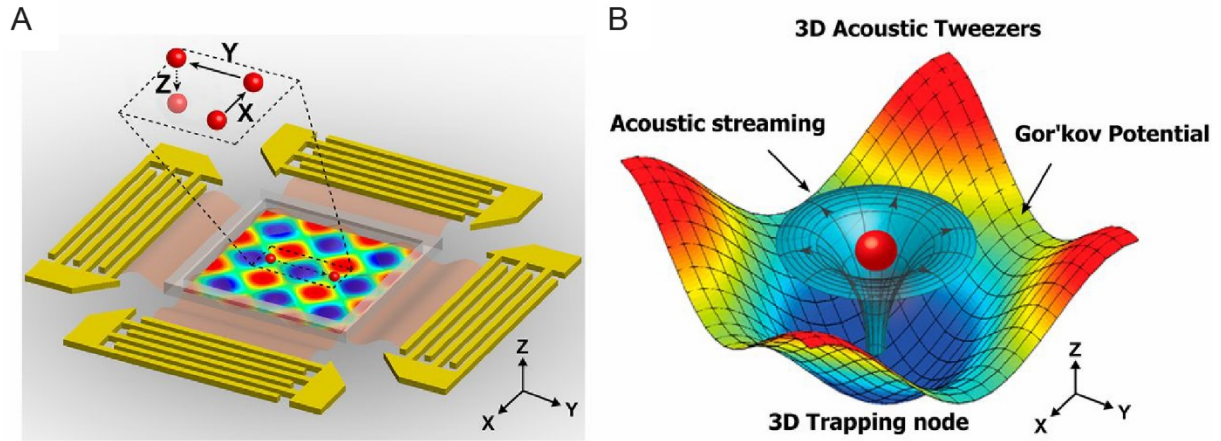 A
Y
Z
X
Z
X
Y
B
3D Acoustic Tweezers
Acoustic streaming
Gor'kov Potential
3D Trapping node
Z
X
Y